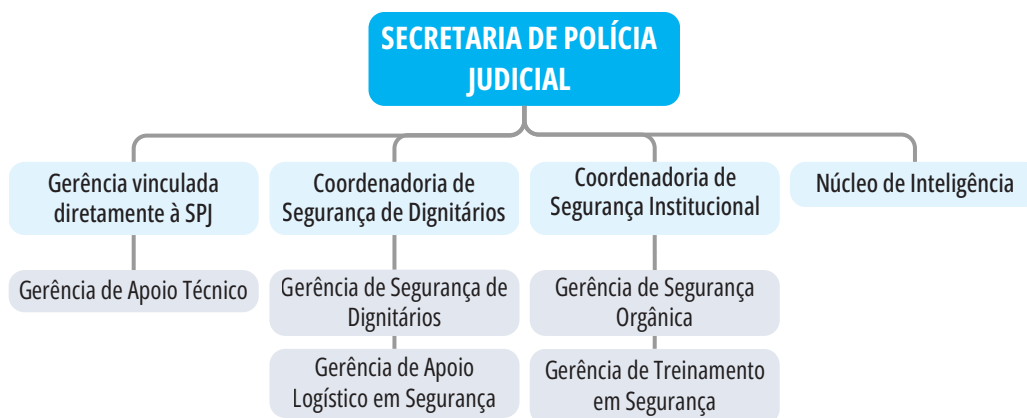 SECRETARIA DE POLÍCIA
JUDICIAL
Gerência vinculada
diretamente à SPJ
Coordenadoria de
Segurança de Dignitários
Coordenadoria de
Segurança Institucional
Núcleo de Inteligência
Gerência de Apoio Técnico
Gerência de Segurança de
Dignitários
Gerência de Segurança
Orgânica
Gerência de Apoio
Logístico em Segurança
Gerência de Treinamento
em Segurança